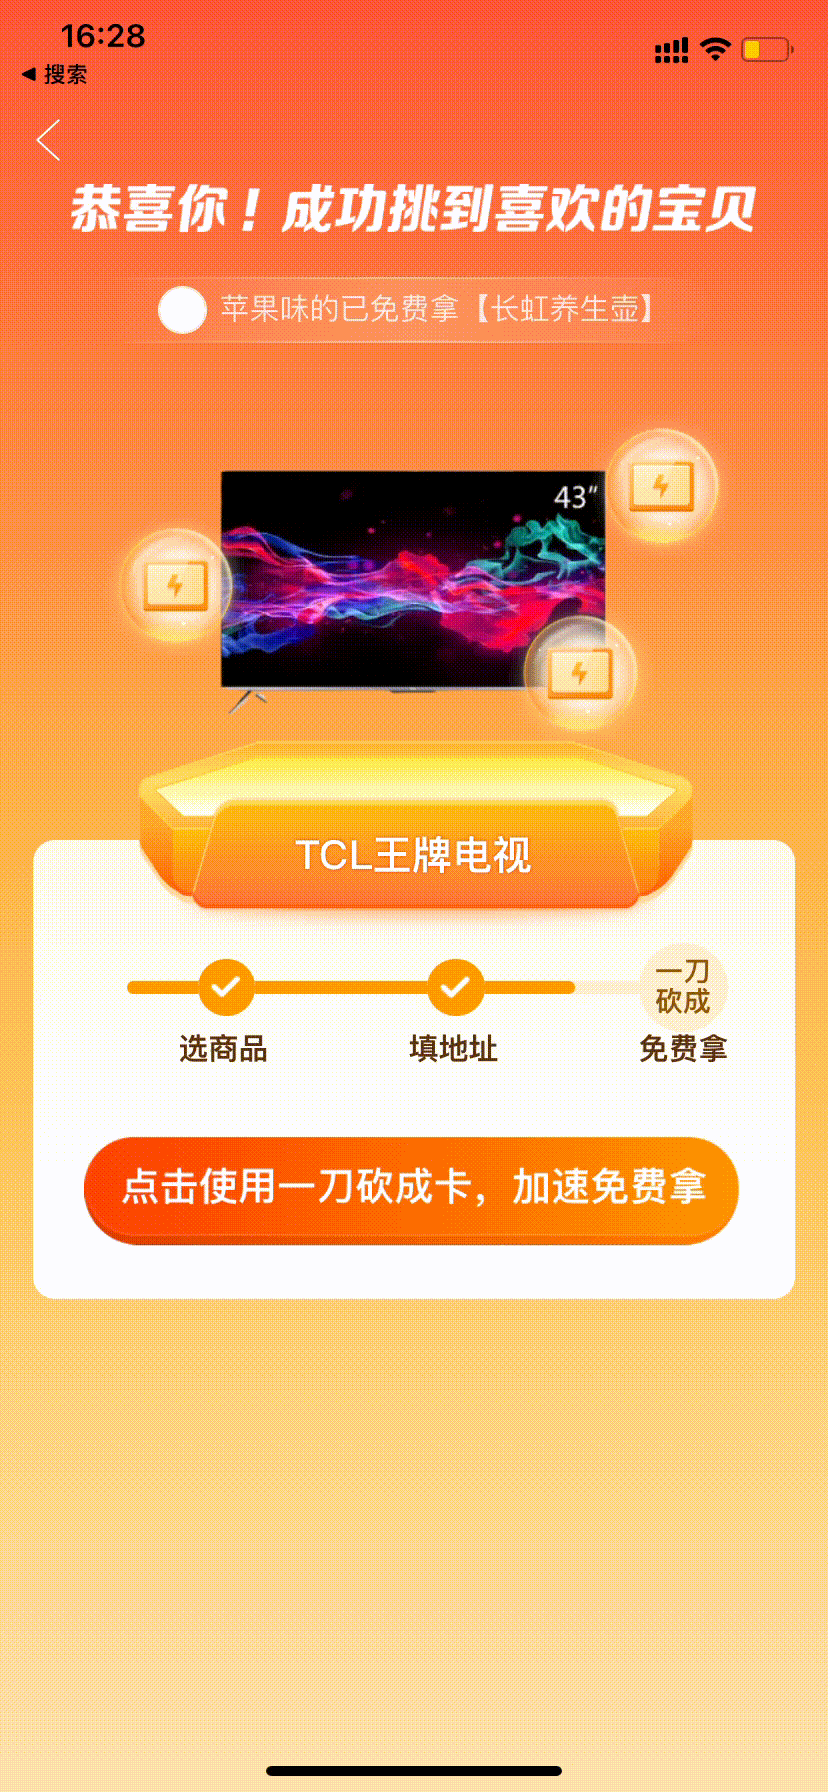 16:28
◀ 搜索
恭喜你！成功挑到喜欢的宝贝
苹果味的已免费拿【长虹养生壶】
43"
TCL王牌电视
一刀
砍成
选商品
填地址
免费拿
点击使用一刀砍成卡，加速免费拿